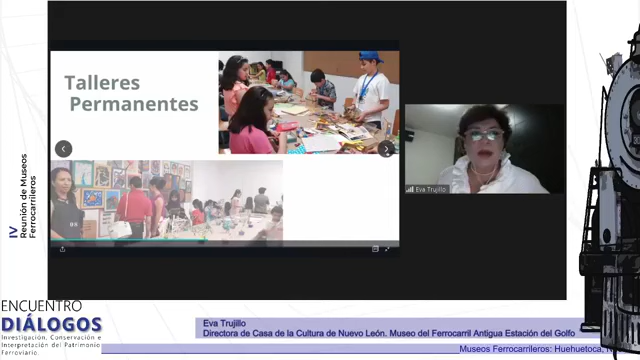 Talleres
Permanentes
Eva Trujillo
IV
Reunión de Museos
Ferrocarrileros
ENCUENTRO
DIÁLOGOS
Investigación, Conservación e
Interpretación del Patrimonio
Ferroviario.
Eva Trujillo
Directora de Casa de la Cultura de Nuevo León. Museo del Ferrocarril Antigua Estación del Golfo
Museos Ferrocarrileros: Huehuetoca,